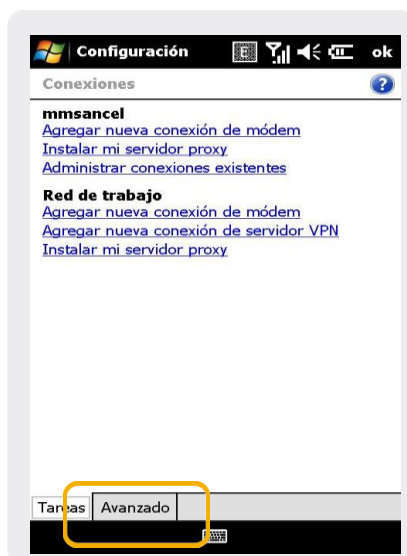 Configuración E ok
Conexiones ?
mmsancel
Agregar nueva conexión de módem
Instalar mi servidor proxy
Administrar conexiones existentes
Red de trabajo
Agregar nueva conexión de módem
Agregar nueva conexión de servidor VPN
Instalar mi servidor proxy
Tareas Avanzado